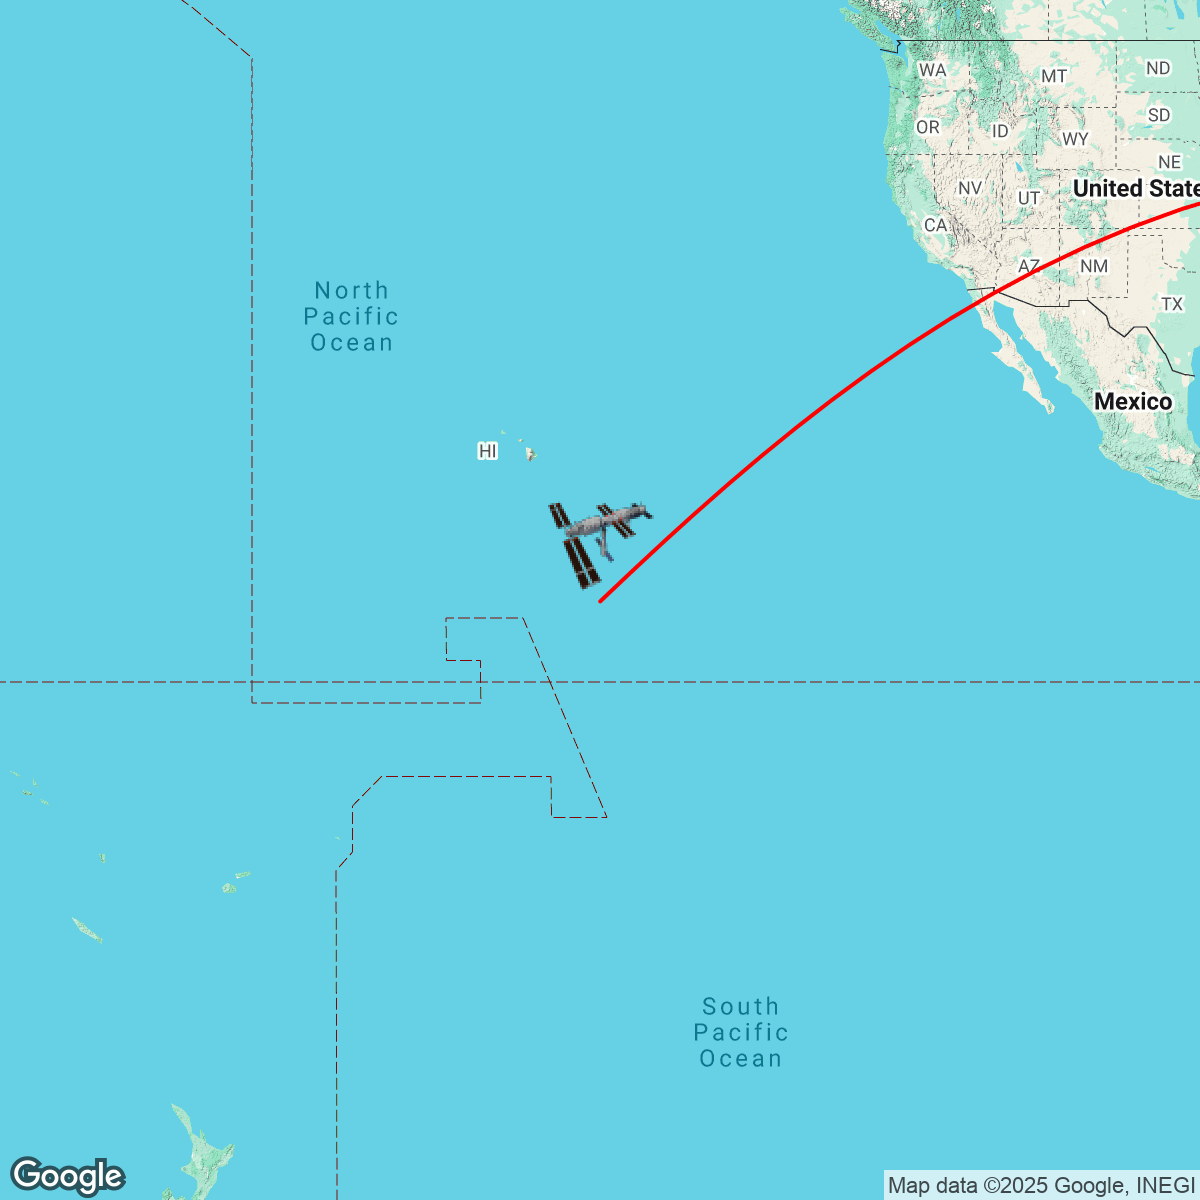 WA
MT
ND
OR
ID
SD
WY
NE
NV
UT
United State
CA
AZ
NM
TX
North
Pacific
Ocean
Mexico
HI
South
Pacific
Ocean
Google
Map data ©2025 Google, INEGI